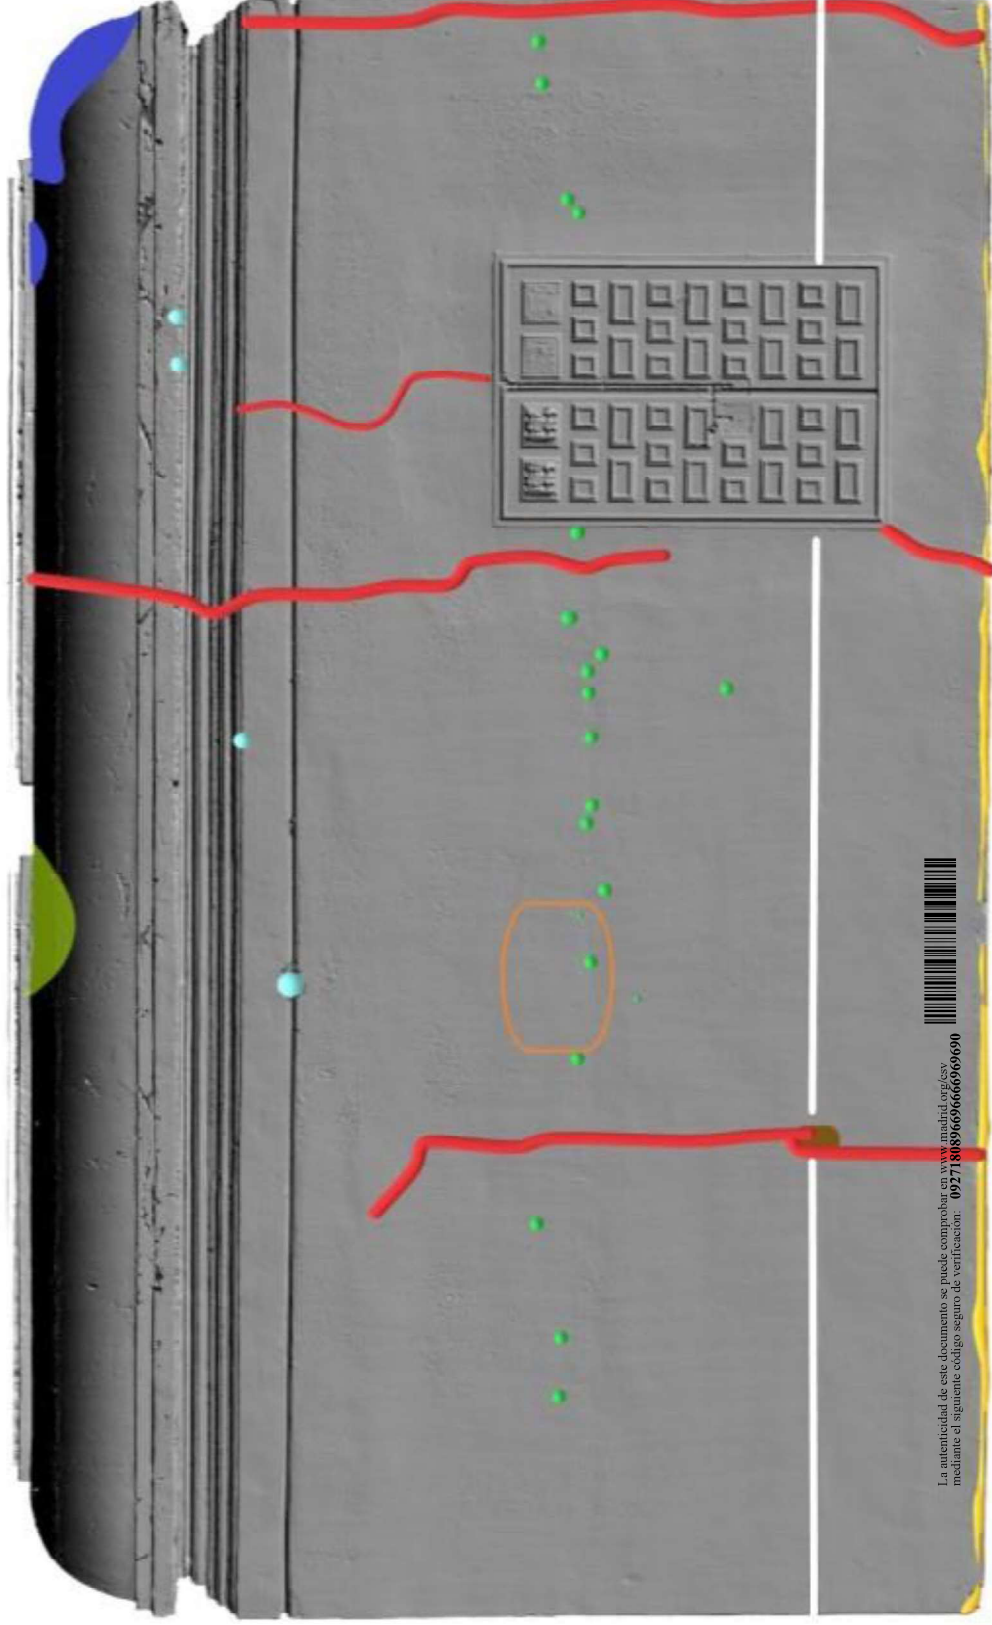 La autenticidad de este documento se puede comprobar en www.madrid.org/csv
mediante el siguiente código seguro de verificación: 0927180896696666969690